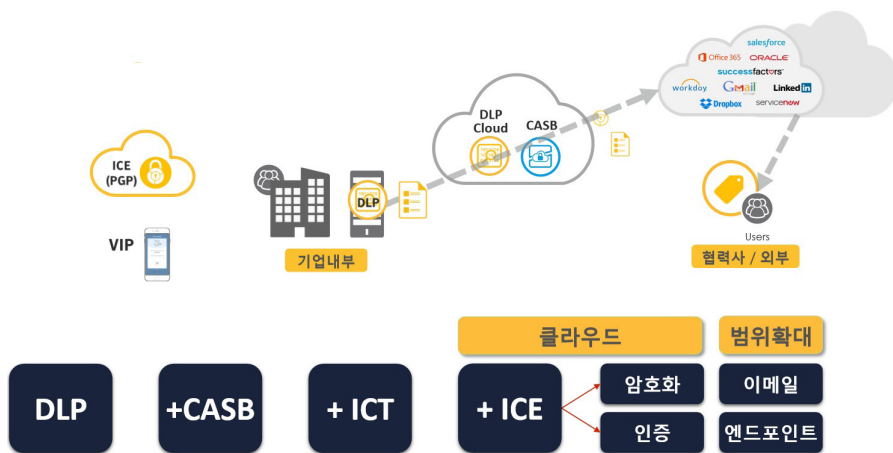 salesforce
Office 365 ORACLE
successfactors
workday Gmail LinkedIn
Dropbox servicenow
DLP
Cloud
CASB
ICE
(PGP)
DLP
VIP
기업내부
Users
협력사 / 외부
클라우드
범위확대
DLP
+CASB
+ ICT
+ ICE
암호화
이메일
인증
엔드포인트